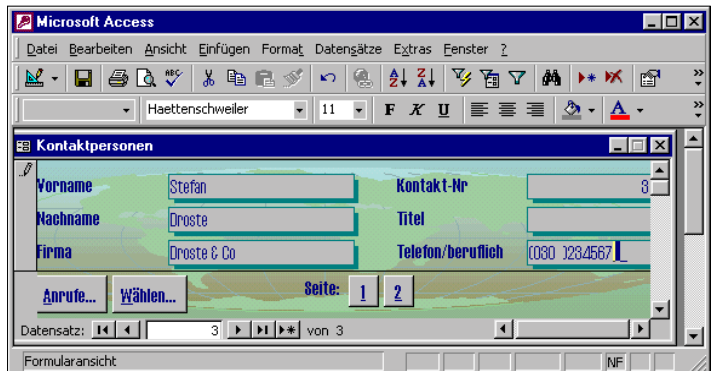 Microsoft Access
Datei Bearbeiten Ansicht Einfügen Format Datensätze Extras Fenster ?
ABC A Z Z A
Haettenschweiler 11 F K U A
Kontaktpersonen
Vorname Stefan Kontakt-Nr 3
Nachname Droste Titel
Firma Droste & Co Telefon/beruflich (030 )234567 _
Anrufe... Wählen... Seite: 1 2
Datensatz: 3 von 3
Formularansicht NF